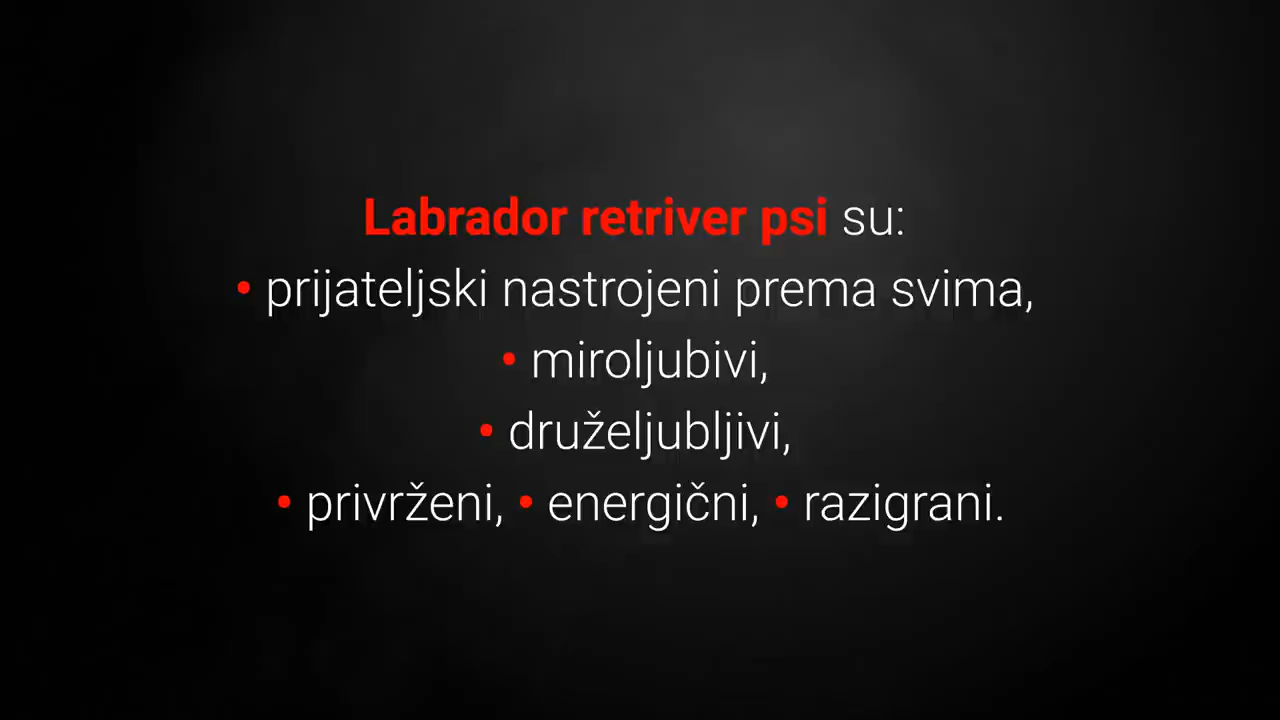 Labrador retriver psi su:
• prijateljski nastrojeni prema svima,
• miroljubivi,
• druželjubljivi,
• privrženi, • energični, • razigrani.